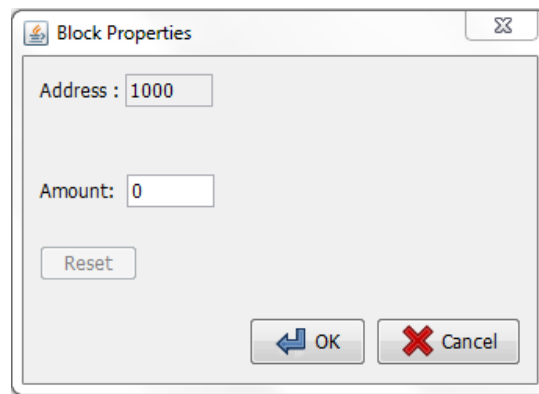 Block Properties
Address : 1000
Amount: 0
Reset
OK Cancel